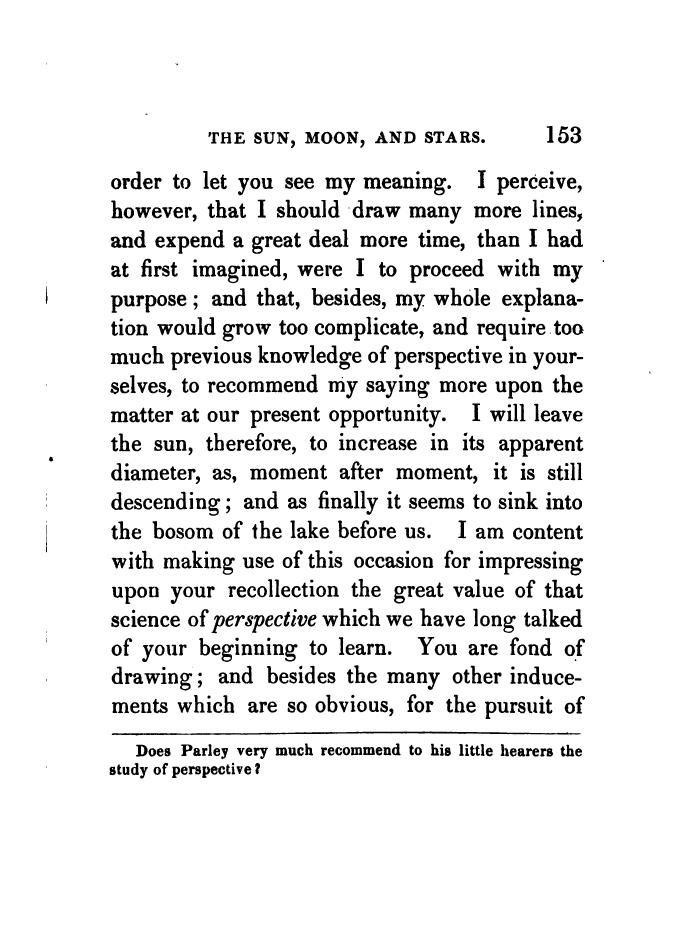 THE SUN, MOON, AND STARS. 153
order to let you see my meaning. I perceive,
however, that I should draw many more lines,
and expend a great deal more time, than I had
at first imagined, were I to proceed with my
purpose ; and that, besides, my whole explana-
tion would grow too complicate, and require too
much previous knowledge of perspective in your-
selves, to recommend my saying more upon the
matter at our present opportunity. I will leave
the sun, therefore, to increase in its apparent
diameter, as, moment after moment, it is still
descending ; and as finally it seems to sink into
the bosom of the lake before us. I am content
with making use of this occasion for impressing
upon your recollection the great value of that
science of perspective which we have long talked
of your beginning to learn. You are fond of
drawing ; and besides the many other induce-
ments which are so obvious, for the pursuit of
Does Parley very much recommend to his little hearers the
study of perspective ?